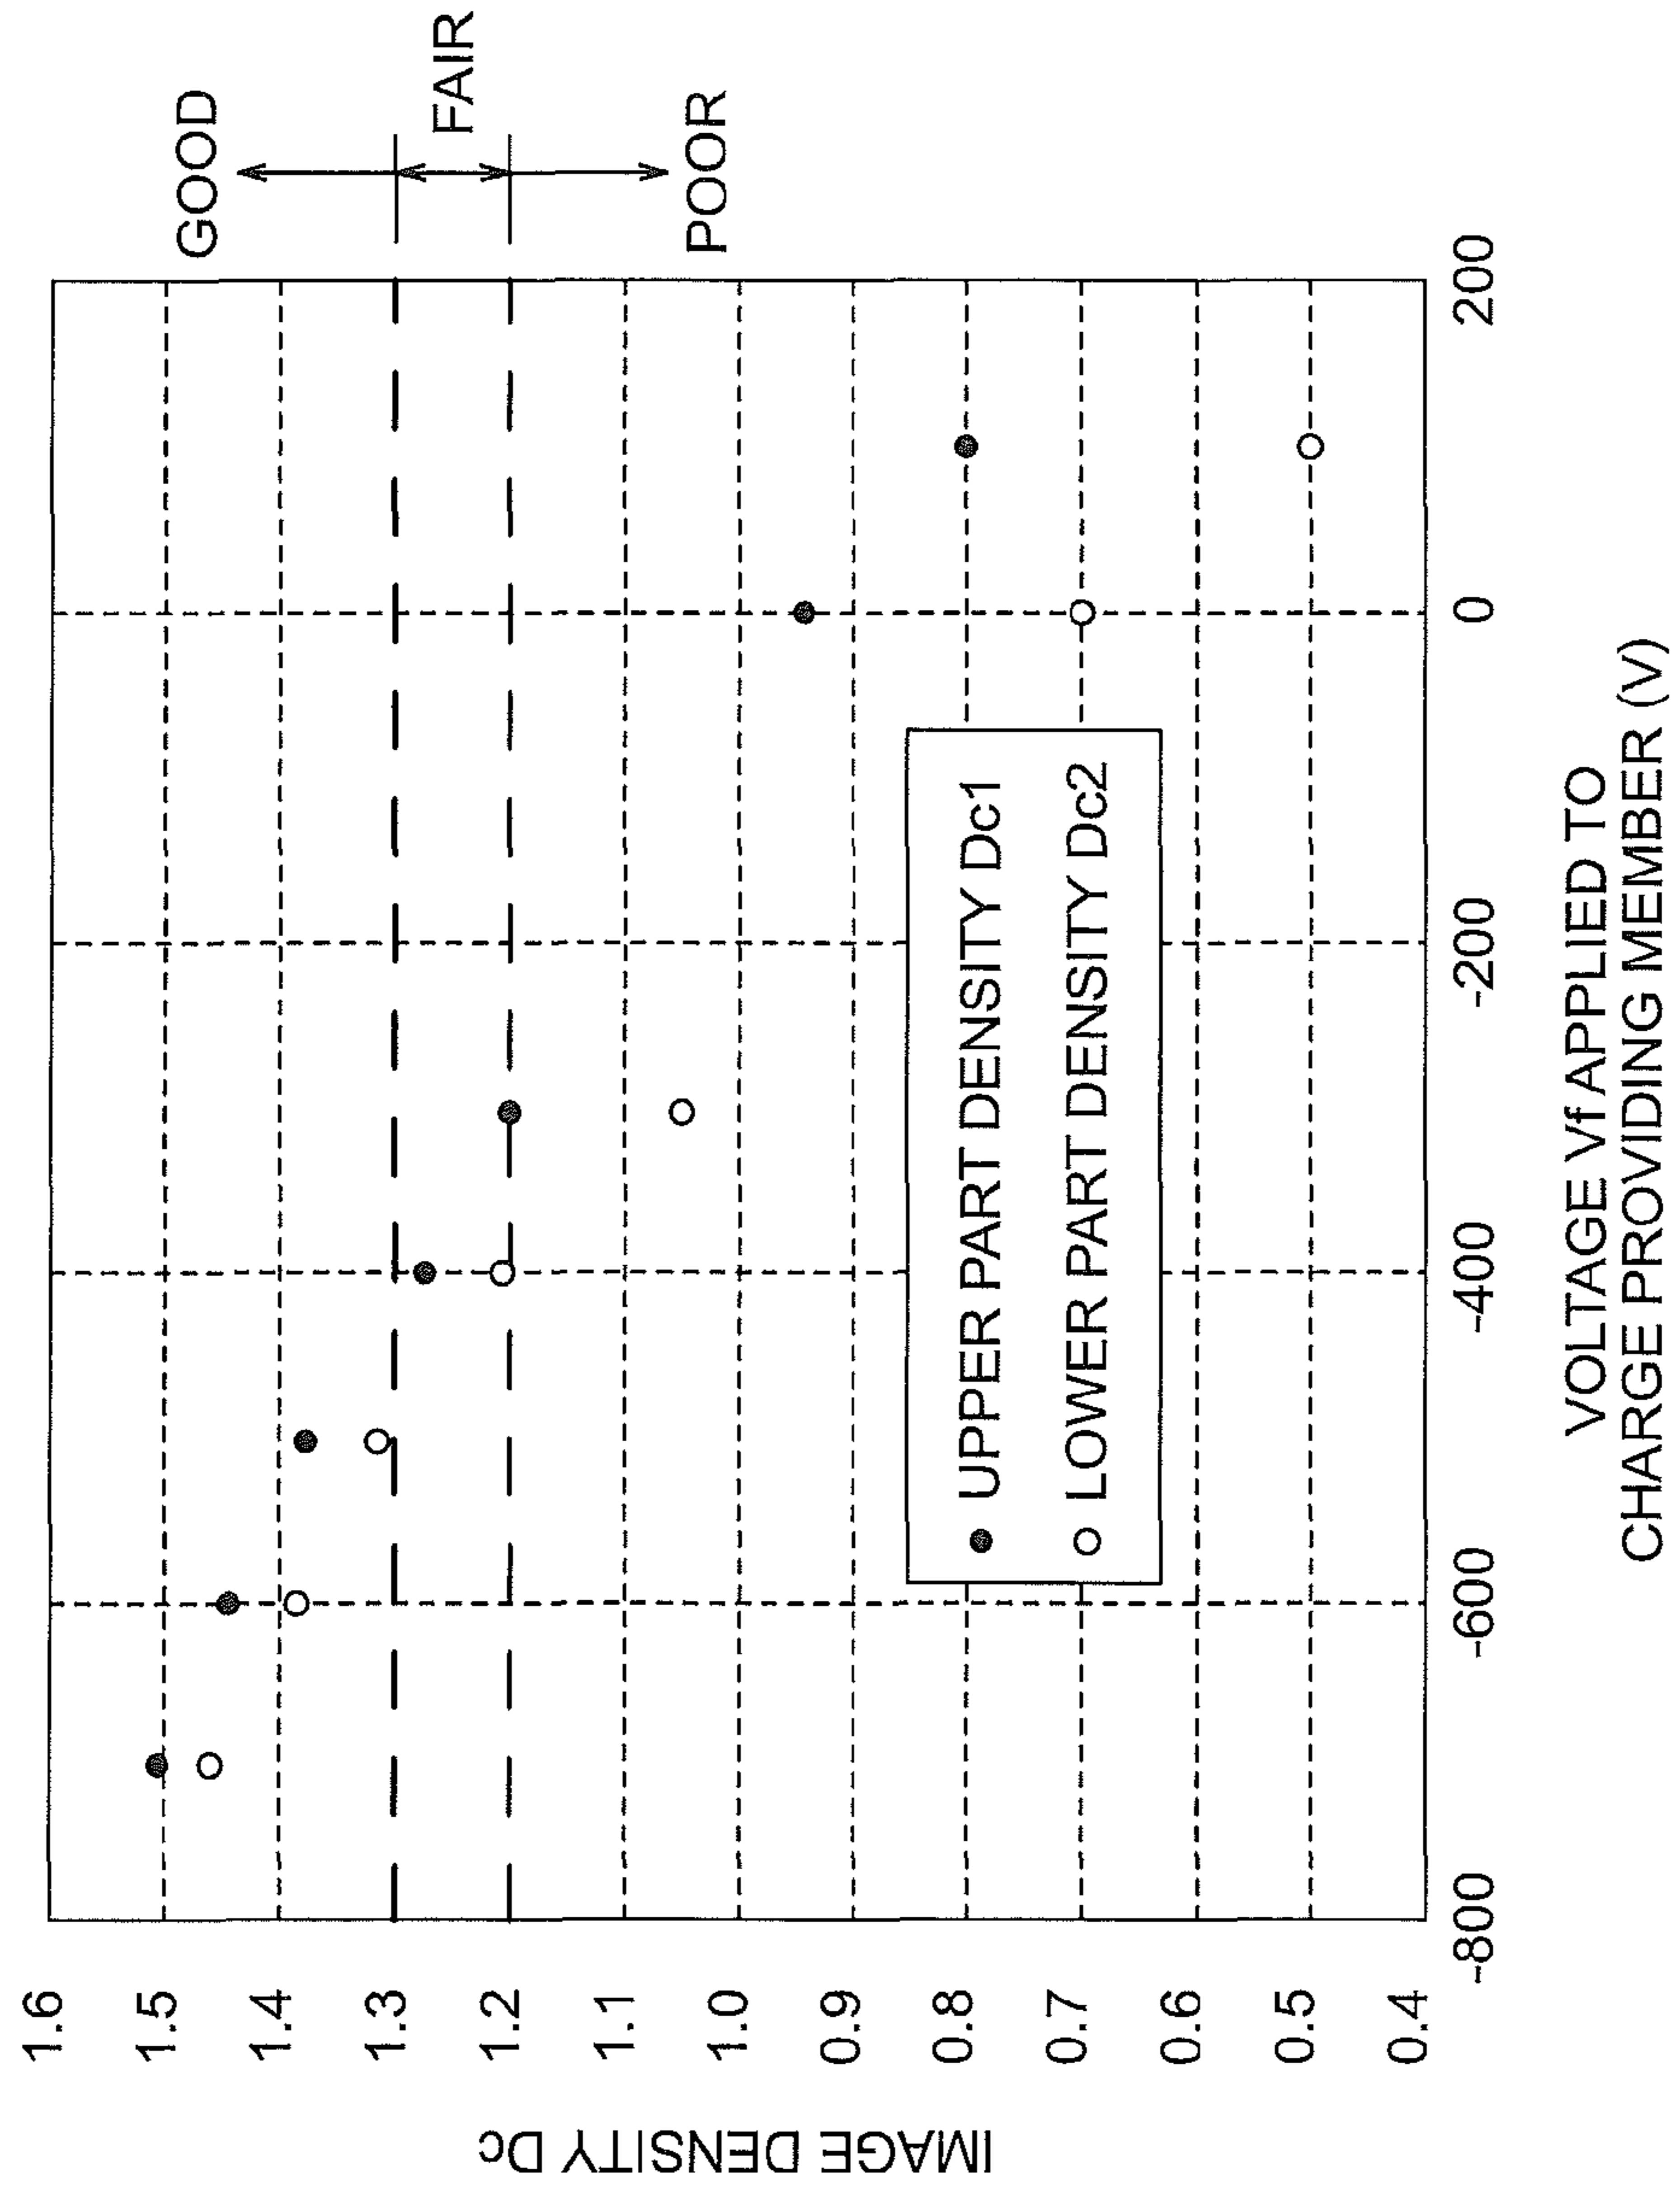 GOOD
FAIR
POOR
1.6
1.5
1.4
1.3
1.2
1.1
1.0
0.9
0.8
0.7
0.6
0.5
0.4
IMAGE DENSITY Dc
UPPER PART DENSITY Dc1
LOWER PART DENSITY Dc2
-800
-600
-400
-200
0
200
VOLTAGE Vf APPLIED TO
CHARGE PROVIDING MEMBER (V)